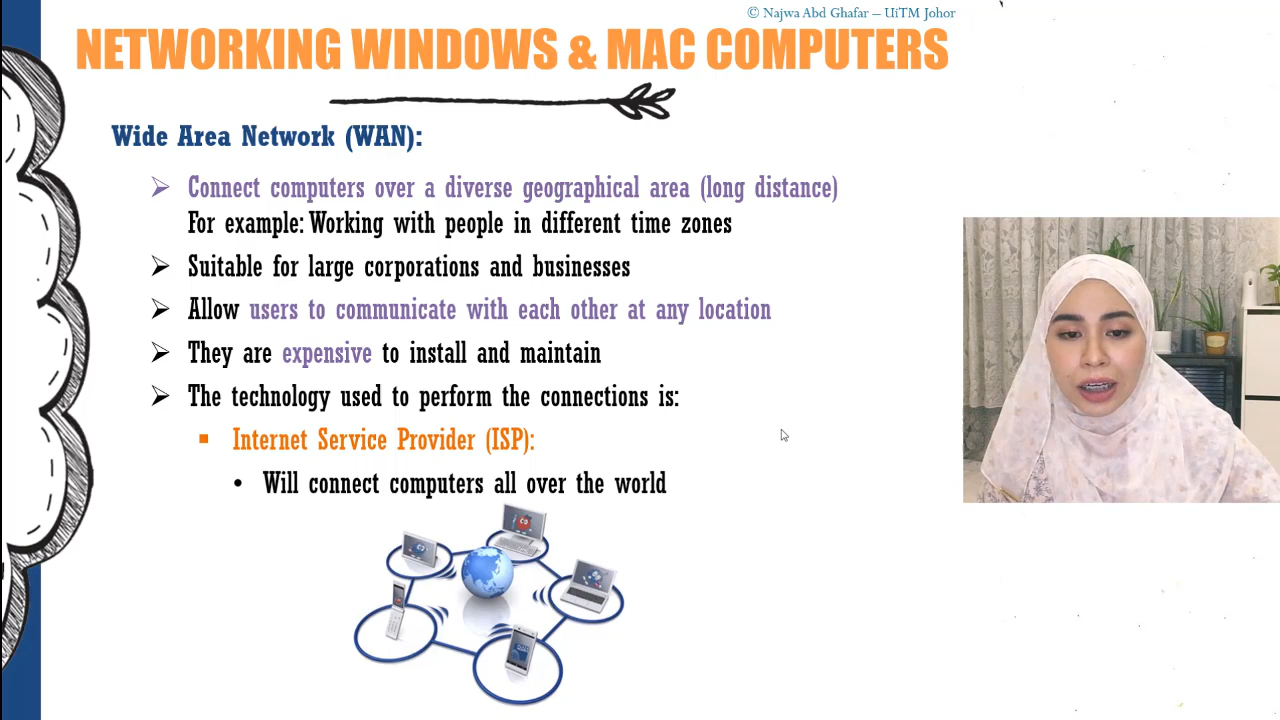 © Najwa Abd Ghafar – UiTM Johor
NETWORKING WINDOWS & MAC COMPUTERS
Wide Area Network (WAN):
➢ Connect computers over a diverse geographical area (long distance)
For example: Working with people in different time zones
➢ Suitable for large corporations and businesses
➢ Allow users to communicate with each other at any location
➢ They are expensive to install and maintain
➢ The technology used to perform the connections is:
▪ Internet Service Provider (ISP):
• Will connect computers all over the world